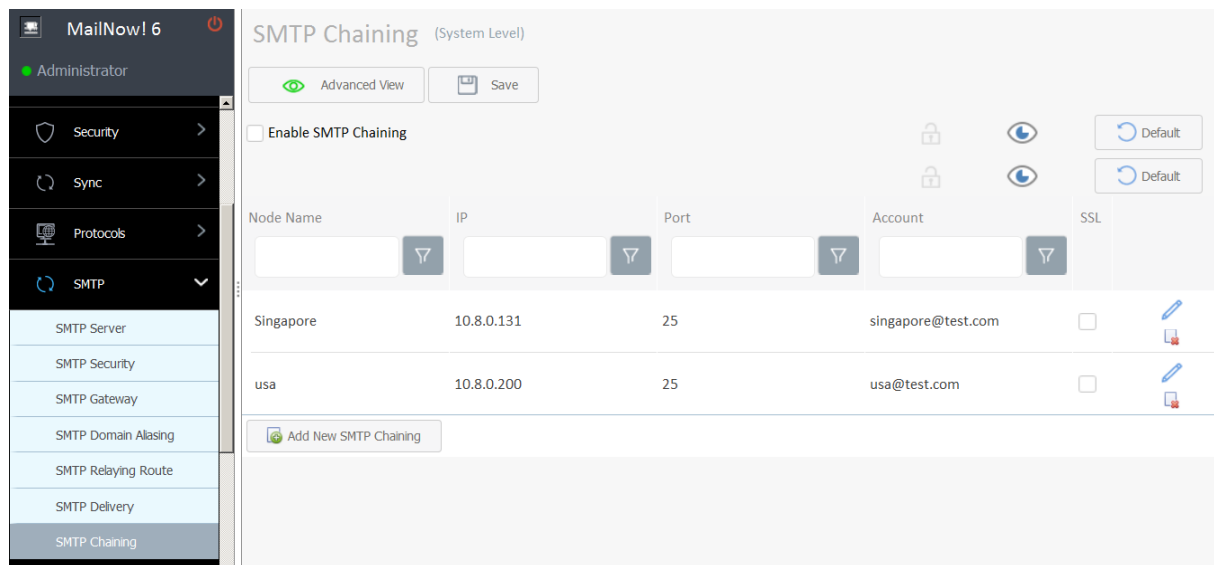 MailNow! 6
Administrator
Security
Sync
Protocols
SMTP
SMTP Server
SMTP Security
SMTP Gateway
SMTP Domain Aliasing
SMTP Relaying Route
SMTP Delivery
SMTP Chaining
SMTP Chaining (System Level)
Advanced View Save
Enable SMTP Chaining Default
Default
Node Name IP Port Account SSL
Singapore 10.8.0.131 25 singapore@test.com
usa 10.8.0.200 25 usa@test.com
Add New SMTP Chaining